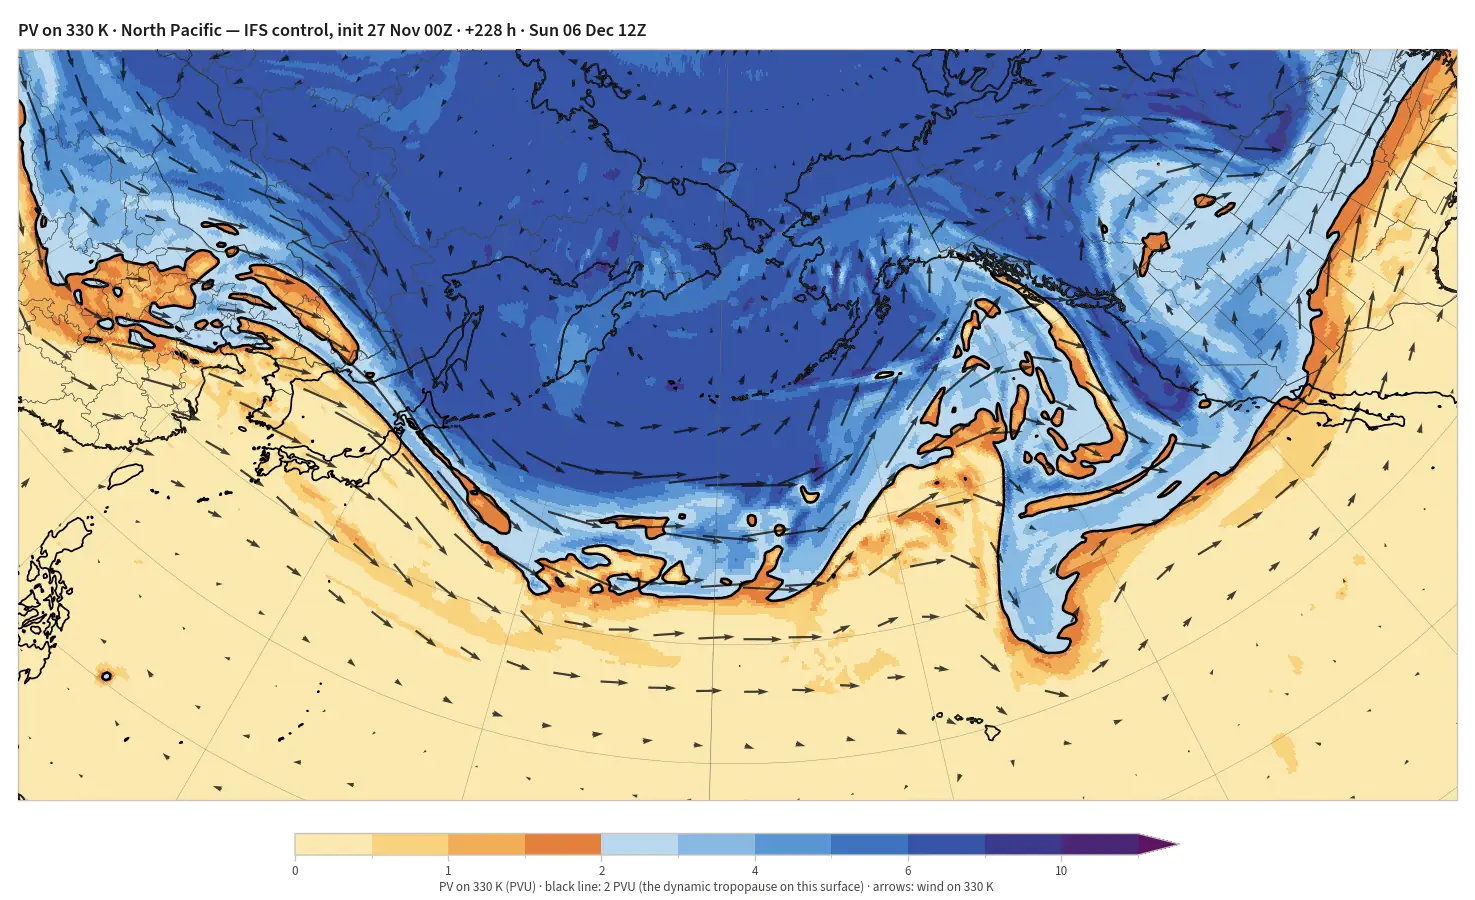 PV on 330 K · North Pacific — IFS control, init 27 Nov 00Z · +228 h · Sun 06 Dec 12Z
0 1 2 4 6 10
PV on 330 K (PVU) · black line: 2 PVU (the dynamic tropopause on this surface) · arrows: wind on 330 K